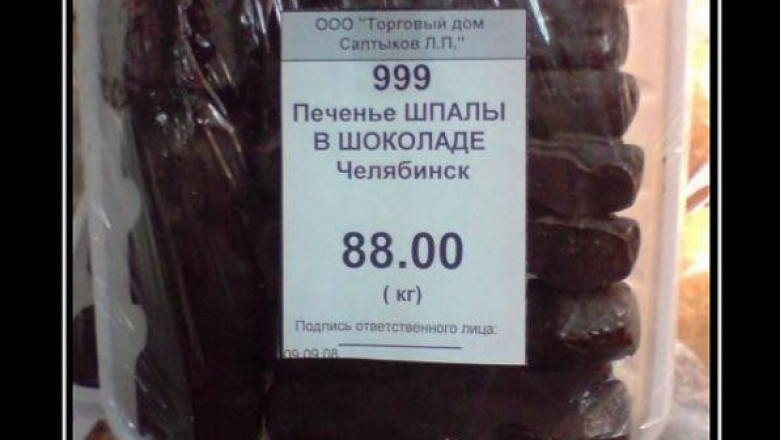 ООО "Торговый дом
Салтыков Л.П."
999
Печенье ШПАЛЫ
В ШОКОЛАДЕ
Челябинск
88.00
( кг)
Подпись ответственного лица:
09.09.08